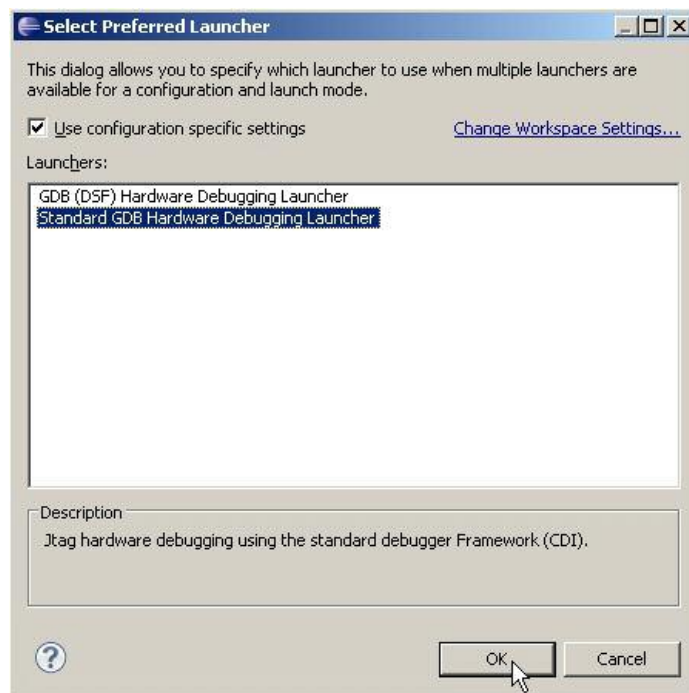 Select Preferred Launcher
This dialog allows you to specify which launcher to use when multiple launchers are
available for a configuration and launch mode.
Use configuration specific settings
Change Workspace Settings...
Launchers:
GDB (DSF) Hardware Debugging Launcher
Standard GDB Hardware Debugging Launcher
Description
Jtag hardware debugging using the standard debugger Framework (CDI).
?
OK
Cancel